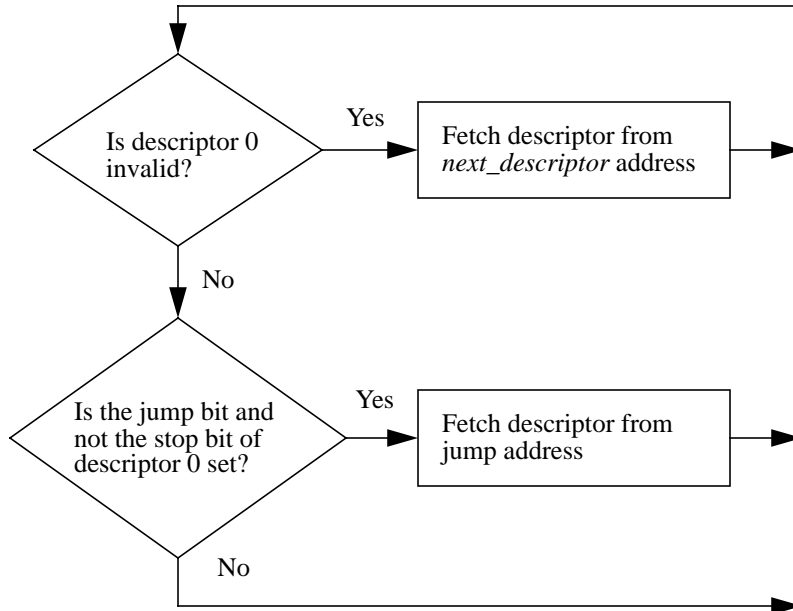 Is descriptor 0
invalid?
Yes
Fetch descriptor from
next_descriptor address
No
Is the jump bit and
not the stop bit of
descriptor 0 set?
Yes
Fetch descriptor from
jump address
No